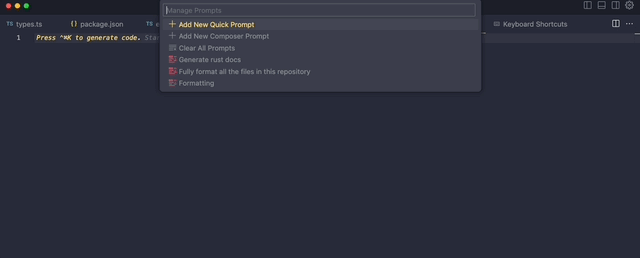 Manage Prompts
Add New Quick Prompt
Add New Composer Prompt
Clear All Prompts
Generate rust docs
Fully format all the files in this repository
Formatting
TS types.ts
{} package.json
TS
Keyboard Shortcuts
1
Press ^⌘K to generate code.